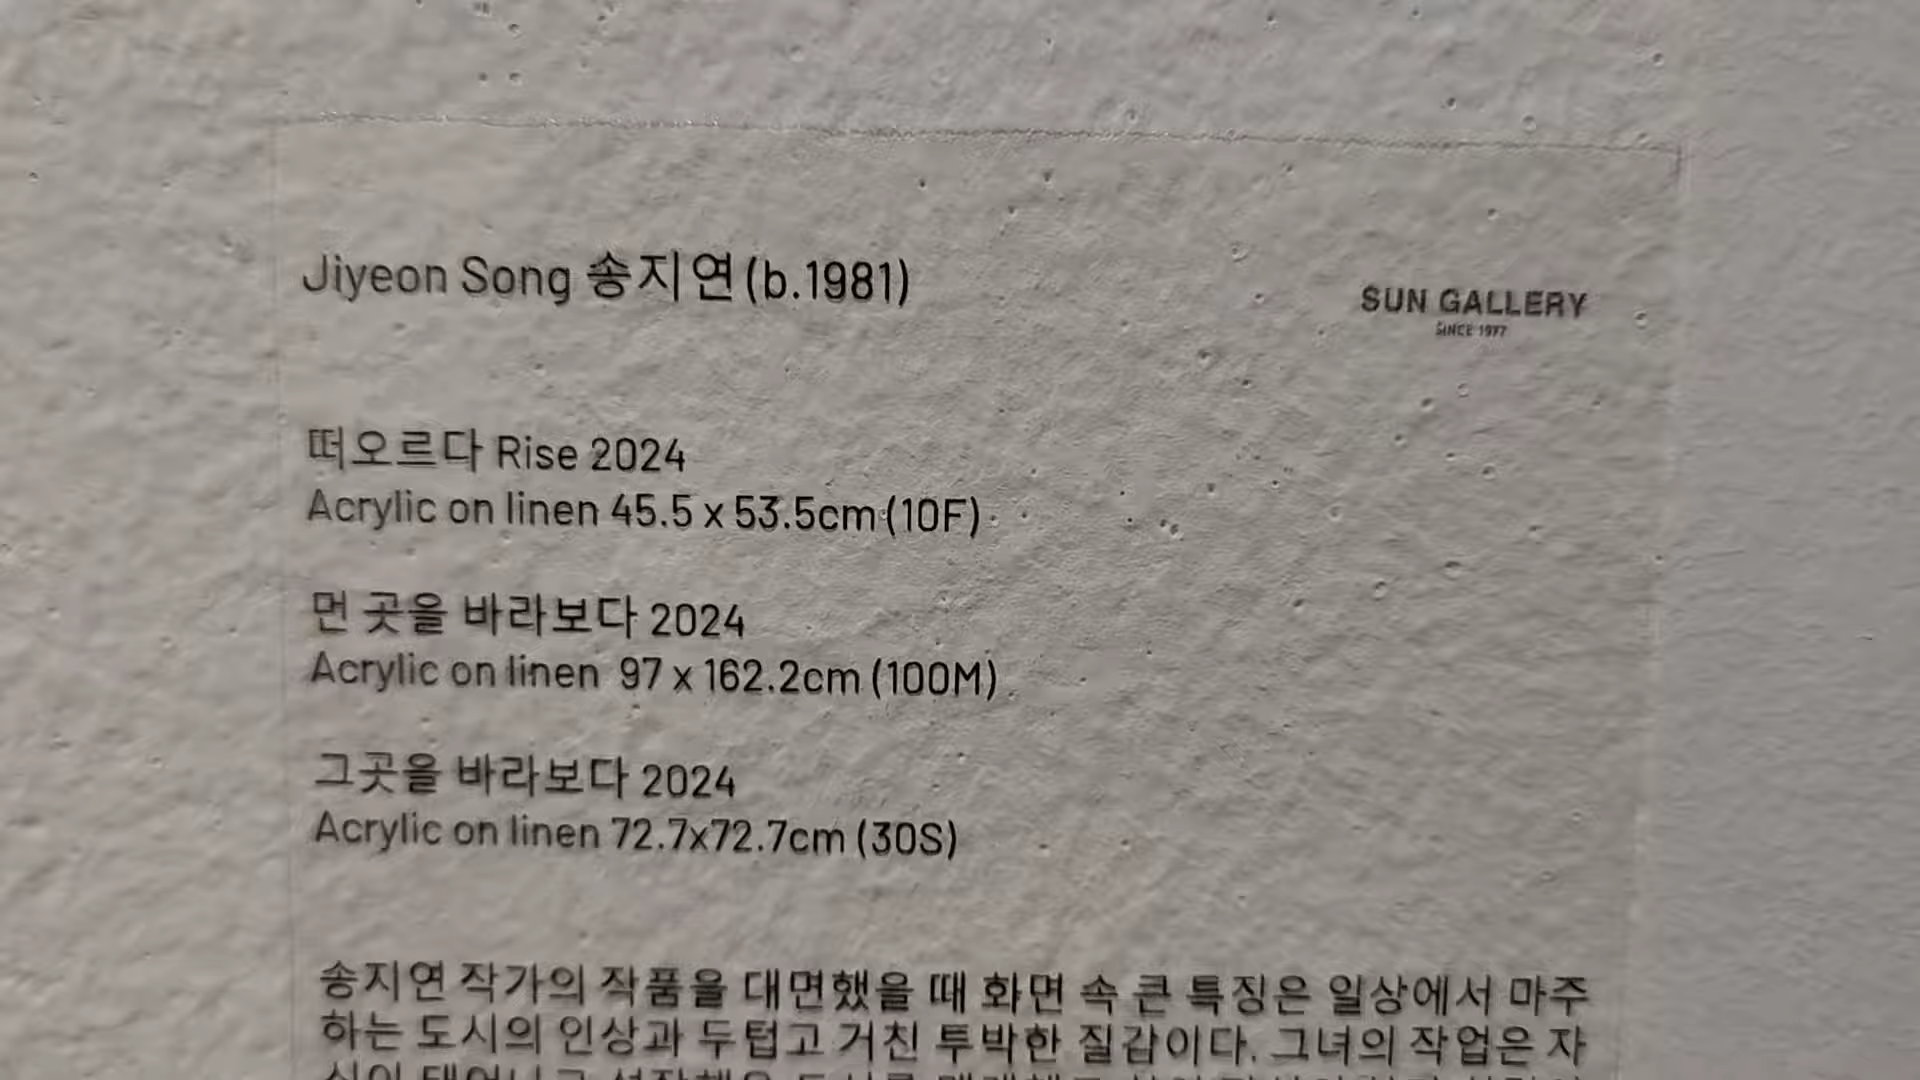 Jiyeon Song 송지연(b.1981)
SUN GALLERY
SINCE 1977
떠오르다 Rise 2024
Acrylic on linen 45.5 x 53.5cm(10F)
먼 곳을 바라보다 2024
Acrylic on linen 97 x 162.2cm (100M)
그곳을 바라보다 2024
Acrylic on linen 72.7x72.7cm (30S)
송지연 작가의 작품을 대면했을 때 화면 속 큰 특징은 일상에서 마주
하는 도시의 인상과 두텁고 거친 투박한 질감이다. 그녀의 작업은 자